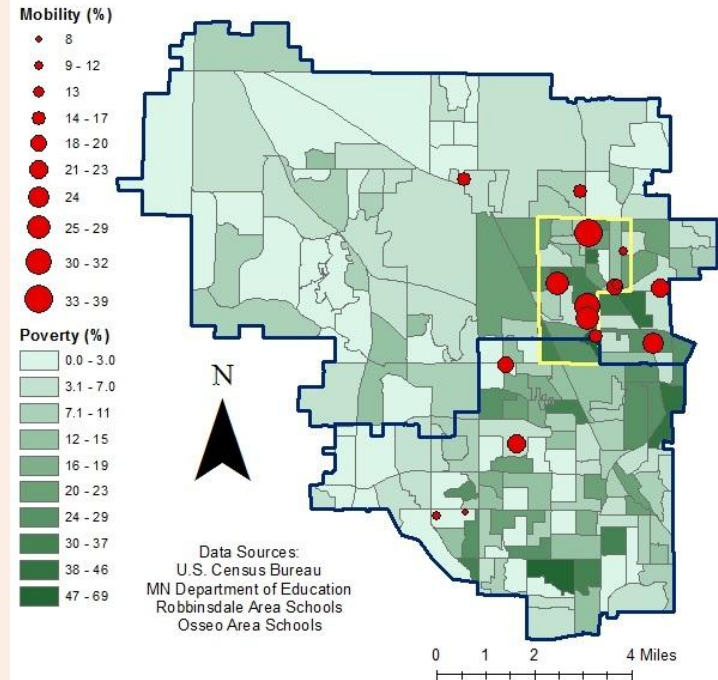 Mobility (%)
8
9 - 12
13
14 - 17
18 - 20
21 - 23
24
25 - 29
30 - 32
33 - 39
Poverty (%)
0.0 - 3.0
3.1 - 7.0
7.1 - 11
12 - 15
16 - 19
20 - 23
24 - 29
30 - 37
38 - 46
47 - 69
N
Data Sources:
U.S. Census Bureau
MN Department of Education
Robbinsdale Area Schools
Osseo Area Schools
0 1 2 4 Miles